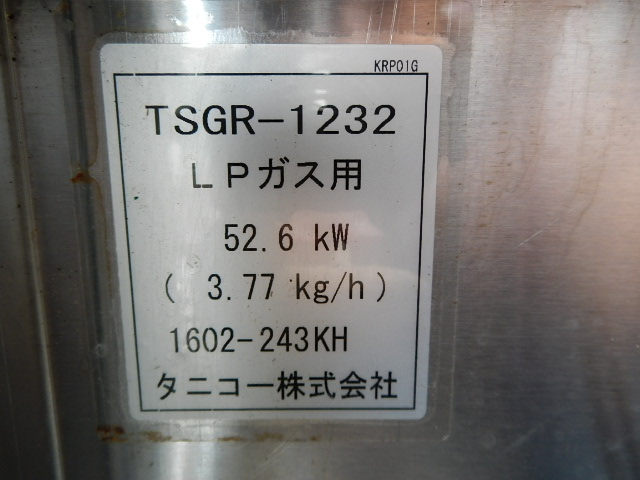 KRP01G
TSGR-1232
LPガス用
52.6 kW
( 3.77 kg/h )
1602-243KH
タニコー株式会社